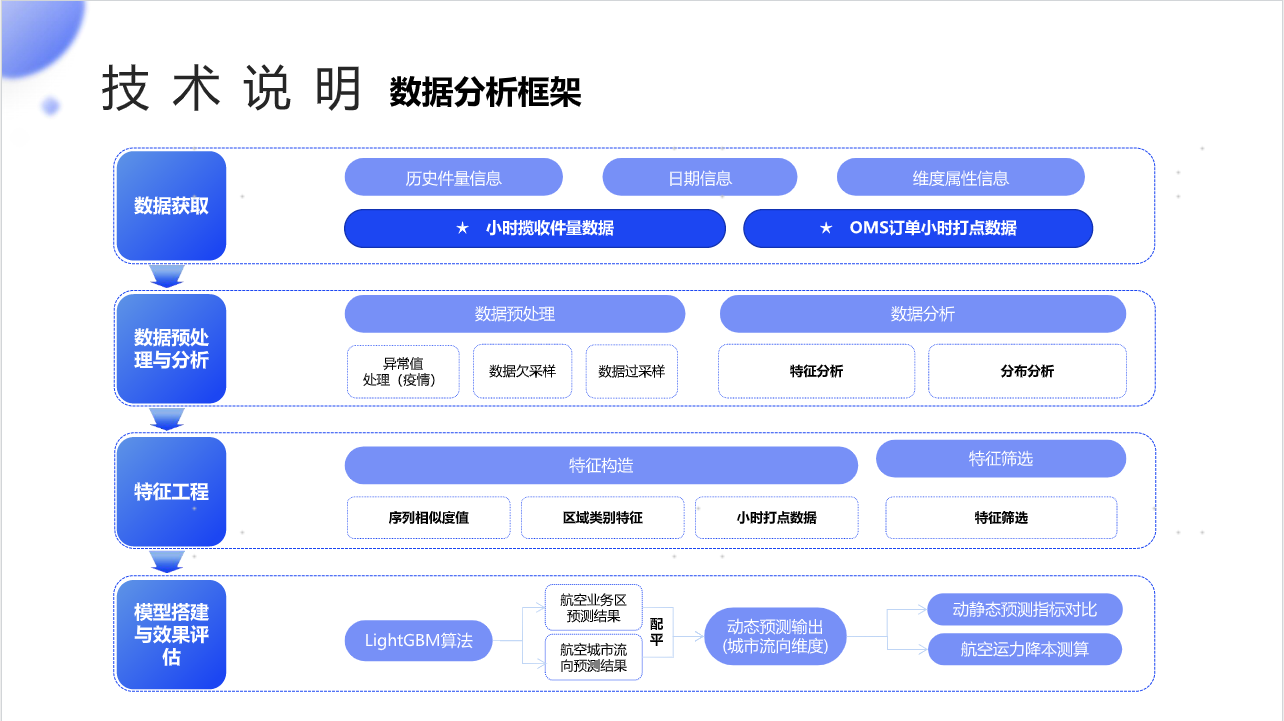 技术说明 数据分析框架
数据获取
历史件量信息
日期信息
维度属性信息
★ 小时揽收件量数据
★ OMS订单小时打点数据
数据预处
理与分析
数据预处理
数据分析
异常值
处理（疫情）
数据欠采样
数据过采样
特征分析
分布分析
特征工程
特征构造
特征筛选
序列相似度值
区域类别特征
小时打点数据
特征筛选
模型搭建
与效果评
估
LightGBM算法
航空业务区
预测结果
航空城市流
向预测结果
配
平
动态预测输出
(城市流向维度)
动静态预测指标对比
航空运力降本测算